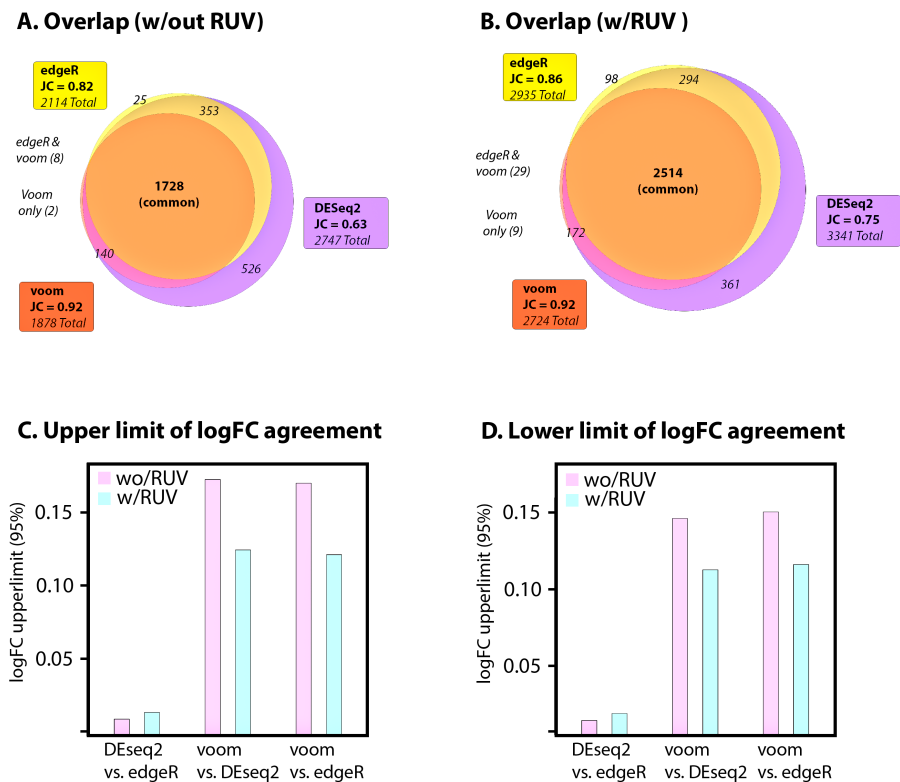 A. Overlap (w/out RUV)
edgeR
JC = 0.82
2114 Total
25
353
edgeR &
voom (8)
Voom
only (2)
1728
(common)
DESeq2
JC = 0.63
2747 Total
140
526
voom
JC = 0.92
1878 Total
B. Overlap (w/RUV )
edgeR
JC = 0.86
2935 Total
98
294
edgeR &
voom (29)
Voom
only (9)
2514
(common)
DESeq2
JC = 0.75
3341 Total
172
361
voom
JC = 0.92
2724 Total
C. Upper limit of logFC agreement
wo/RUV
w/RUV
logFC upperlimit (95%)
0.15
0.10
0.05
DEseq2
vs. edgeR
voom
vs. DEseq2
voom
vs. edgeR
D. Lower limit of logFC agreement
wo/RUV
w/RUV
logFC upperlimit (95%)
0.15
0.10
0.05
DEseq2
vs. edgeR
voom
vs. DEseq2
voom
vs. edgeR